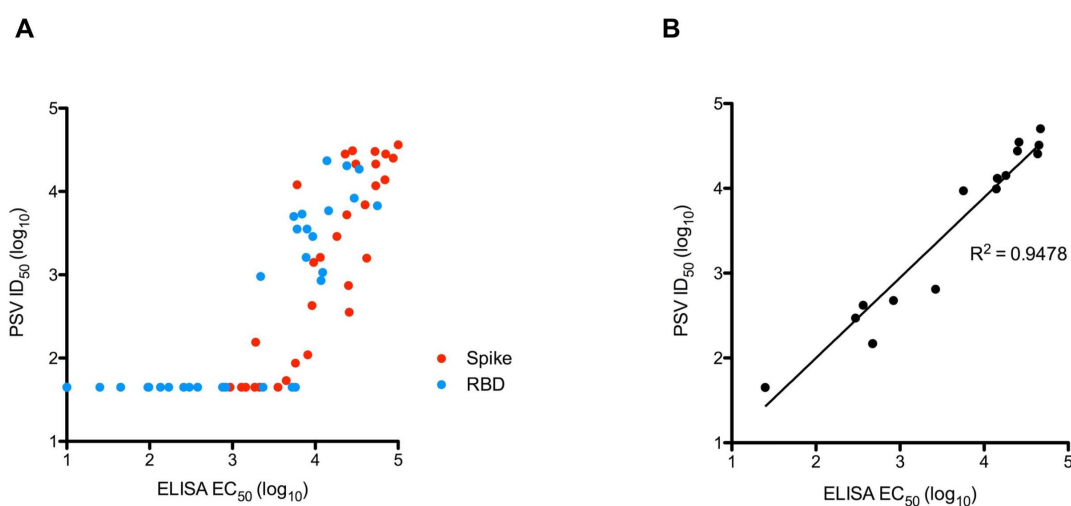 A
B
5
4
3
2
1
PSV ID50 (log10)
1 2 3 4 5
ELISA EC50 (log10)
Spike
RBD
5
4
3
2
1
PSV ID50 (log10)
R2 = 0.9478
1 2 3 4 5
ELISA EC50 (log10)